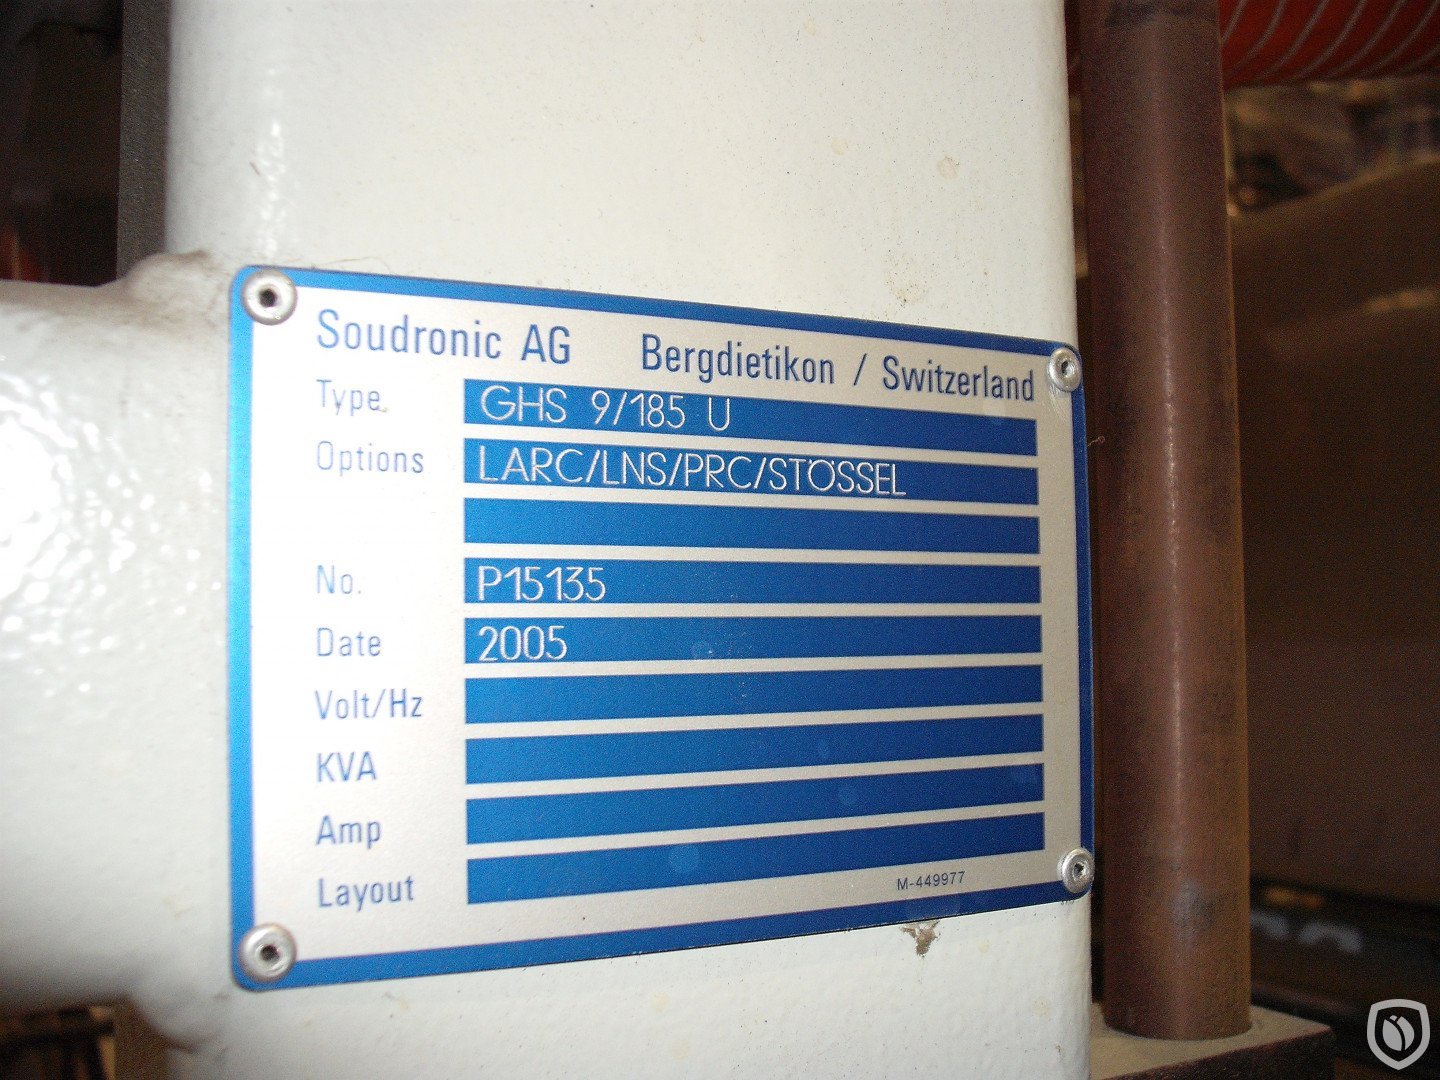 Soudronic AG Bergdietikon / Switzerland
Type GHS 9/185 U
Options LARC/LNS/PRC/STÖSSEL
No. P15135
Date 2005
Volt/Hz
KVA
Amp
Layout
M-449977